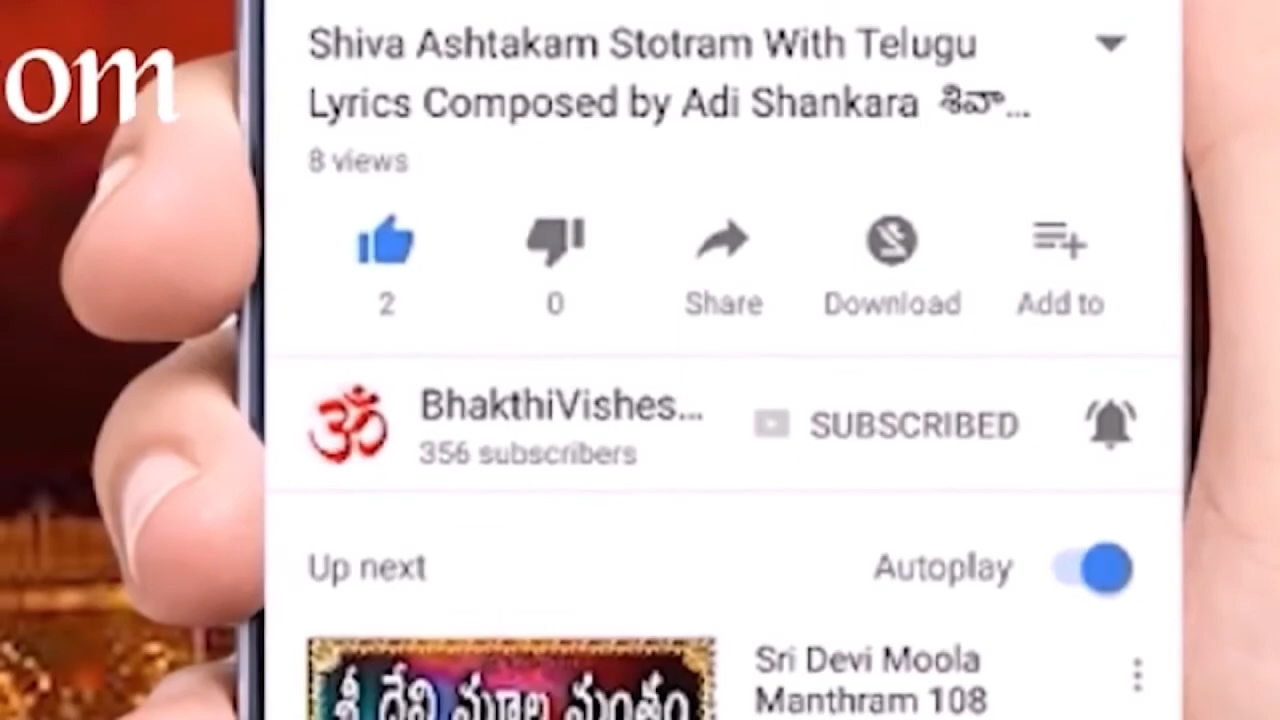 om
Shiva Ashtakam Stotram With Telugu
Lyrics Composed by Adi Shankara శివా...
8 views
2
0
Share
Download
Add to
ॐ
BhakthiVishes...
SUBSCRIBED
356 subscribers
Up next
Autoplay
శ్రీ దేవి మూల మంత్రం
Sri Devi Moola
Manthram 108